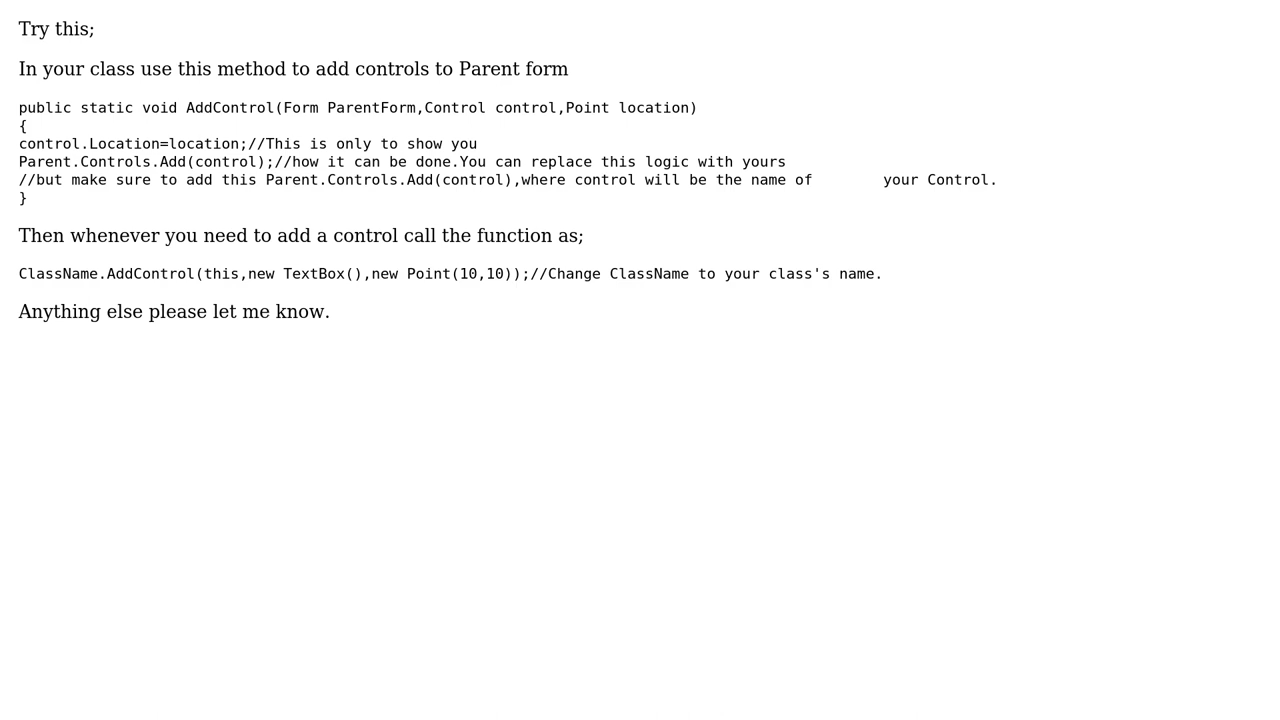 Try this;
In your class use this method to add controls to Parent form
public static void AddControl(Form ParentForm,Control control,Point location)
{
control.Location=location;//This is only to show you
Parent.Controls.Add(control);//how it can be done.You can replace this logic with yours
//but make sure to add this Parent.Controls.Add(control),where control will be the name of        your Control.
}
Then whenever you need to add a control call the function as;
ClassName.AddControl(this,new TextBox(),new Point(10,10));//Change ClassName to your class's name.
Anything else please let me know.